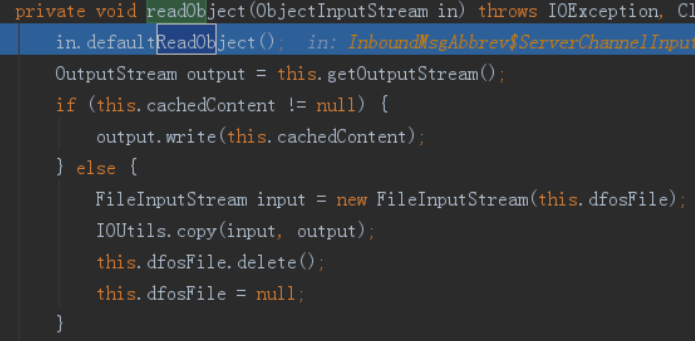 private void readObject(ObjectInputStream in) throws IOException, Cl
in.defaultReadObject(); in: InboundMsgAbbrev$ServerChannelInput
OutputStream output = this.getOutputStream();
if (this.cachedContent != null) {
output.write(this.cachedContent);
} else {
FileInputStream input = new FileInputStream(this.dfosFile);
IOUtils.copy(input, output);
this.dfosFile.delete();
this.dfosFile = null;
}